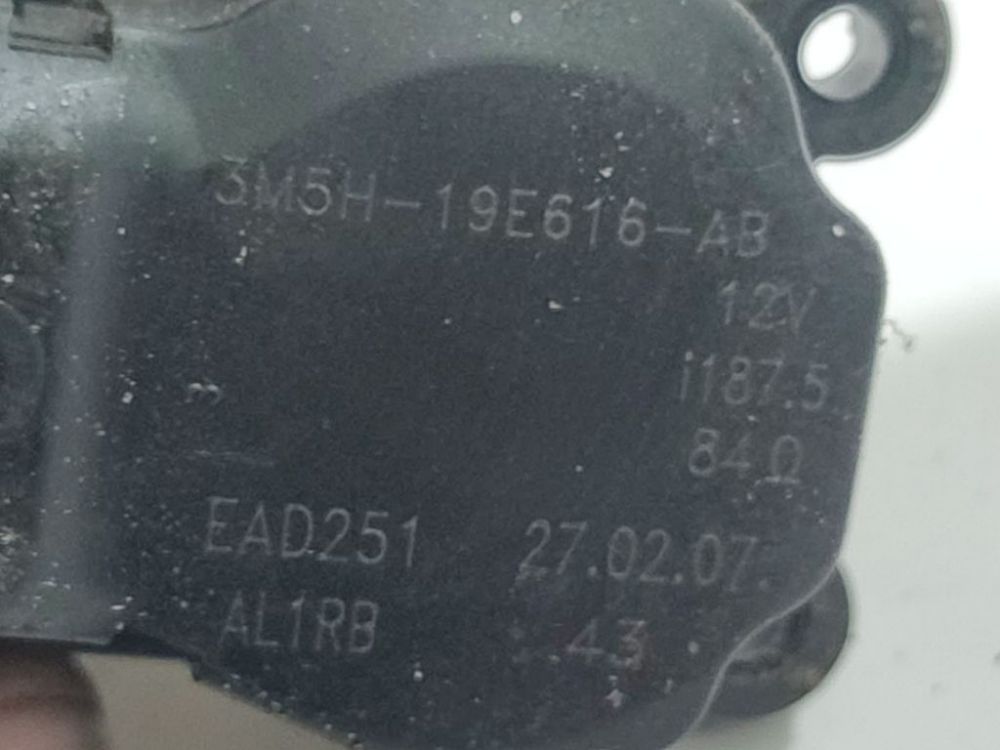 3M5H-19E616-AB
12V
i187.5
84Ω
EAD251 27.02.07
AL1RB 43